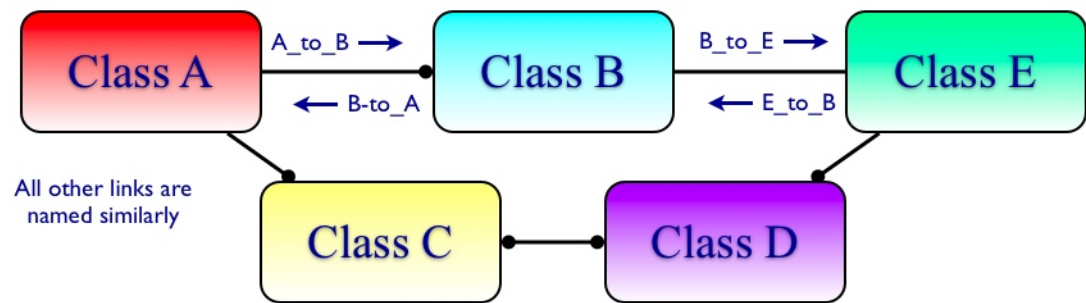 Class A
A_to_B
B-to_A
Class B
B_to_E
E_to_B
Class E
All other links are
named similarly
Class C
Class D